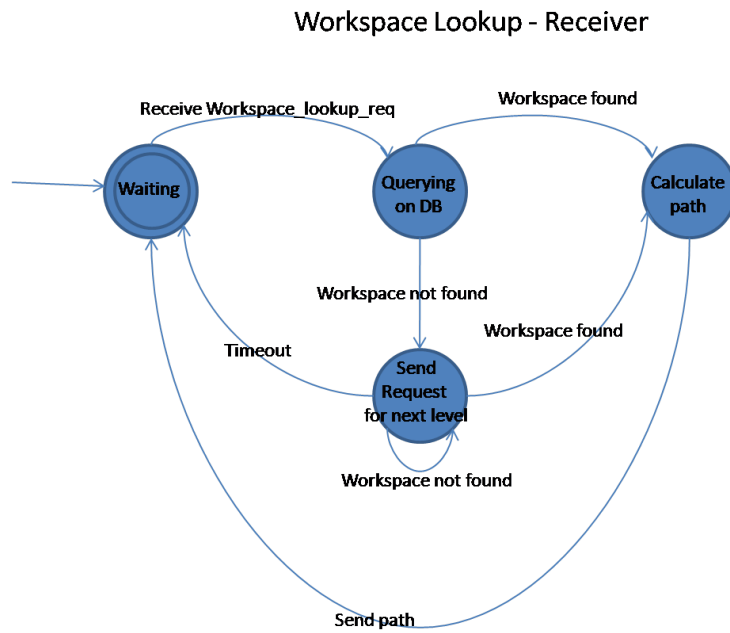 Workspace Lookup - Receiver
Receive Workspace_lookup_req
Workspace found
Waiting
Querying
on DB
Calculate
path
Workspace not found
Workspace found
Timeout
Send
Request
for next level
Workspace not found
Send path